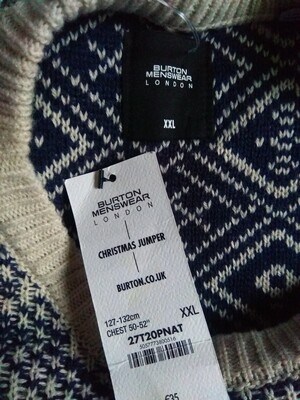 BURTON
MENSWEAR
LONDON
XXL
BURTON
MENSWEAR
LONDON
CHRISTMAS JUMPER
BURTON.CO.UK
127-132cm
CHEST 50-52"
XXL
27T20PNAT
£35